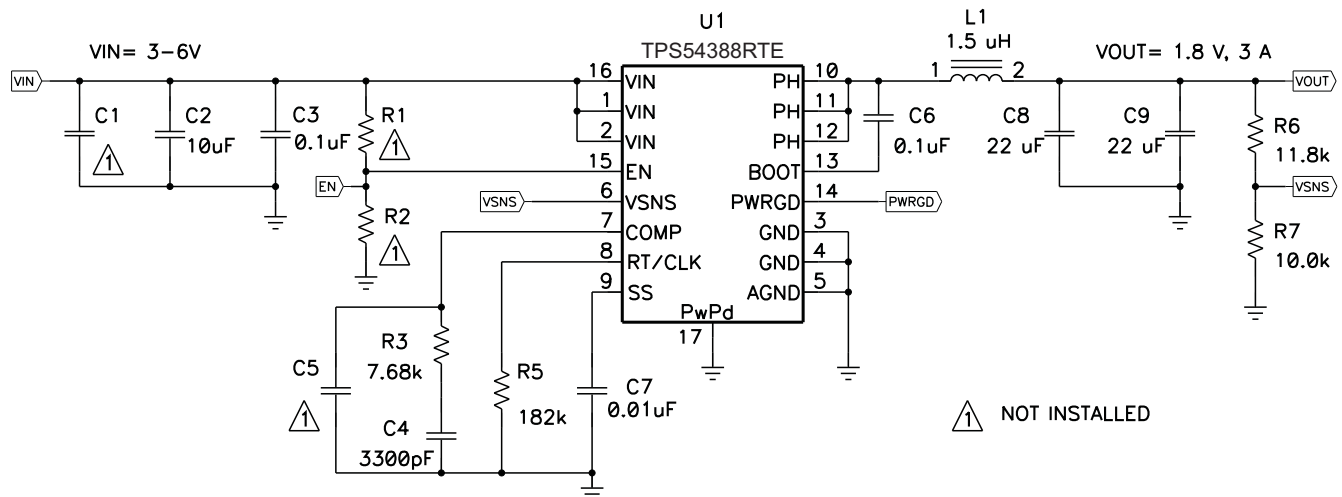 U1
TPS54388RTE
L1
1.5 uH
VIN= 3-6V
VOUT= 1.8 V, 3 A
VIN
16 VIN
1 VIN
2 VIN
15 EN
6 VSNS
7 COMP
8 RT/CLK
9 SS
PH 10
PH 11
PH 12
BOOT 13
PWRGD 14
GND 3
GND 4
AGND 5
PwPd
17
1
2
VOUT
C1
1
C2
10uF
C3
0.1uF
R1
1
EN
R2
1
VSNS
PWRGD
C6
0.1uF
C8
22 uF
C9
22 uF
R6
11.8k
VSNS
R7
10.0k
C5
1
R3
7.68k
C4
3300pF
R5
182k
C7
0.01uF
1 NOT INSTALLED